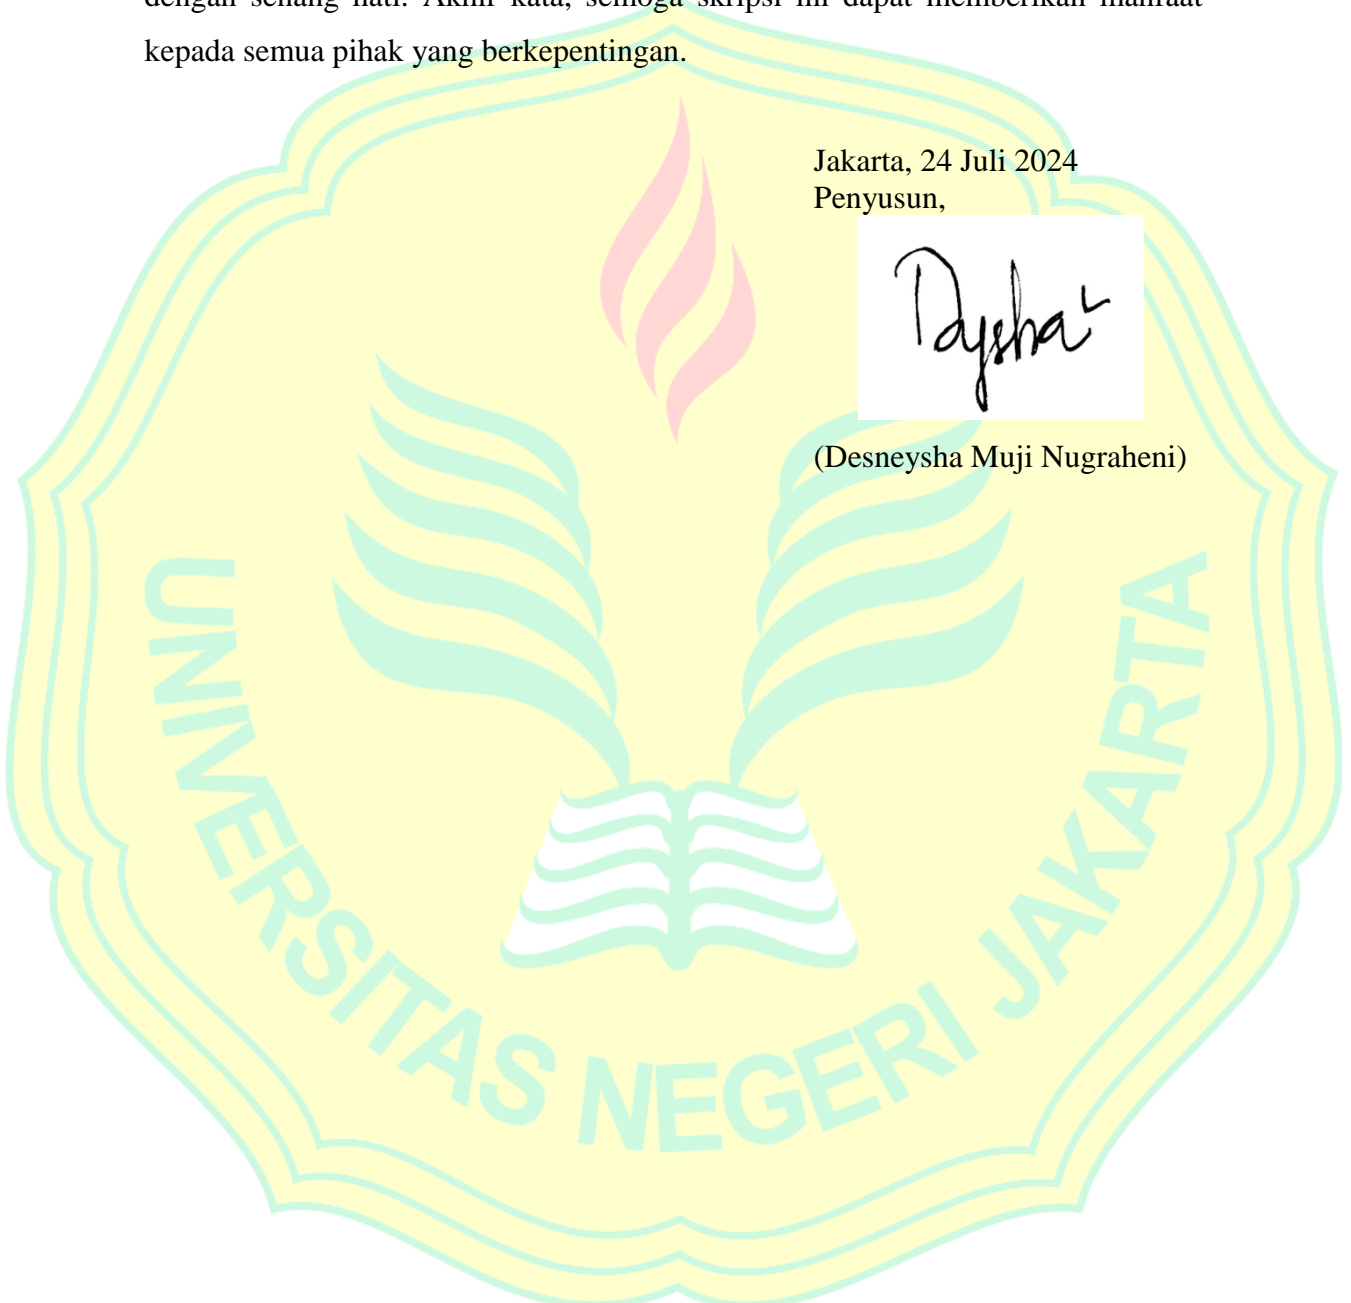 dengan senang hati. Akhir kata, semoga skripsi ini dapat memberikan manfaat
kepada semua pihak yang berkepentingan.
Jakarta, 24 Juli 2024
Penyusun,
Daysha
(Desneysha Muji Nugraheni)
UNIVERSITAS NEGERI JAKARTA